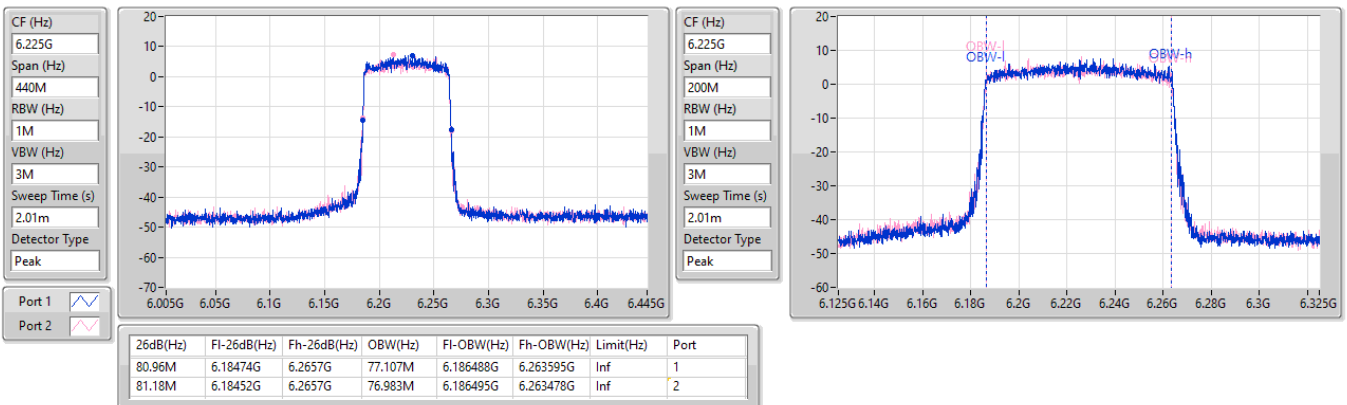 CF (Hz)
6.225G
Span (Hz)
440M
RBW (Hz)
1M
VBW (Hz)
3M
Sweep Time (s)
2.01m
Detector Type
Peak
Port 1
Port 2
20
10
0
-10
-20
-30
-40
-50
-60
-70
6.005G 6.05G 6.1G 6.15G 6.2G 6.25G 6.3G 6.35G 6.4G 6.445G
CF (Hz)
6.225G
Span (Hz)
200M
RBW (Hz)
1M
VBW (Hz)
3M
Sweep Time (s)
2.01m
Detector Type
Peak
20
10
0
-10
-20
-30
-40
-50
-60
OBW-l
OBW-l
OBW-h
6.125G 6.14G 6.16G 6.18G 6.2G 6.22G 6.24G 6.26G 6.28G 6.3G 6.325G
26dB(Hz) Fl-26dB(Hz) Fh-26dB(Hz) OBW(Hz) Fl-OBW(Hz) Fh-OBW(Hz) Limit(Hz) Port
80.96M 6.18474G 6.2657G 77.107M 6.186488G 6.263595G Inf 1
81.18M 6.18452G 6.2657G 76.983M 6.186495G 6.263478G Inf 2